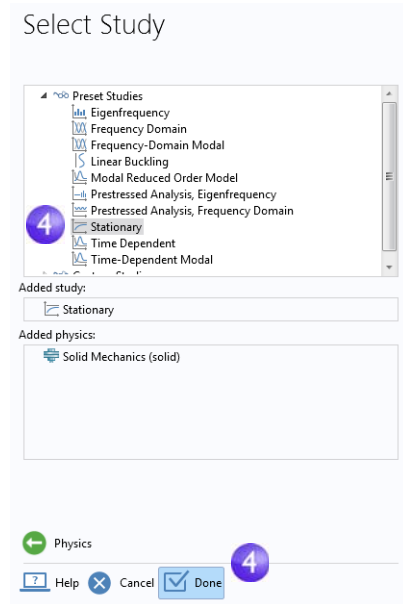 Select Study
Preset Studies
Eigenfrequency
Frequency Domain
Frequency-Domain Modal
Linear Buckling
Modal Reduced Order Model
Prestressed Analysis, Eigenfrequency
Prestressed Analysis, Frequency Domain
4 Stationary
Time Dependent
Time-Dependent Modal
Added study:
Stationary
Added physics:
Solid Mechanics (solid)
Physics
4
? Help Cancel Done